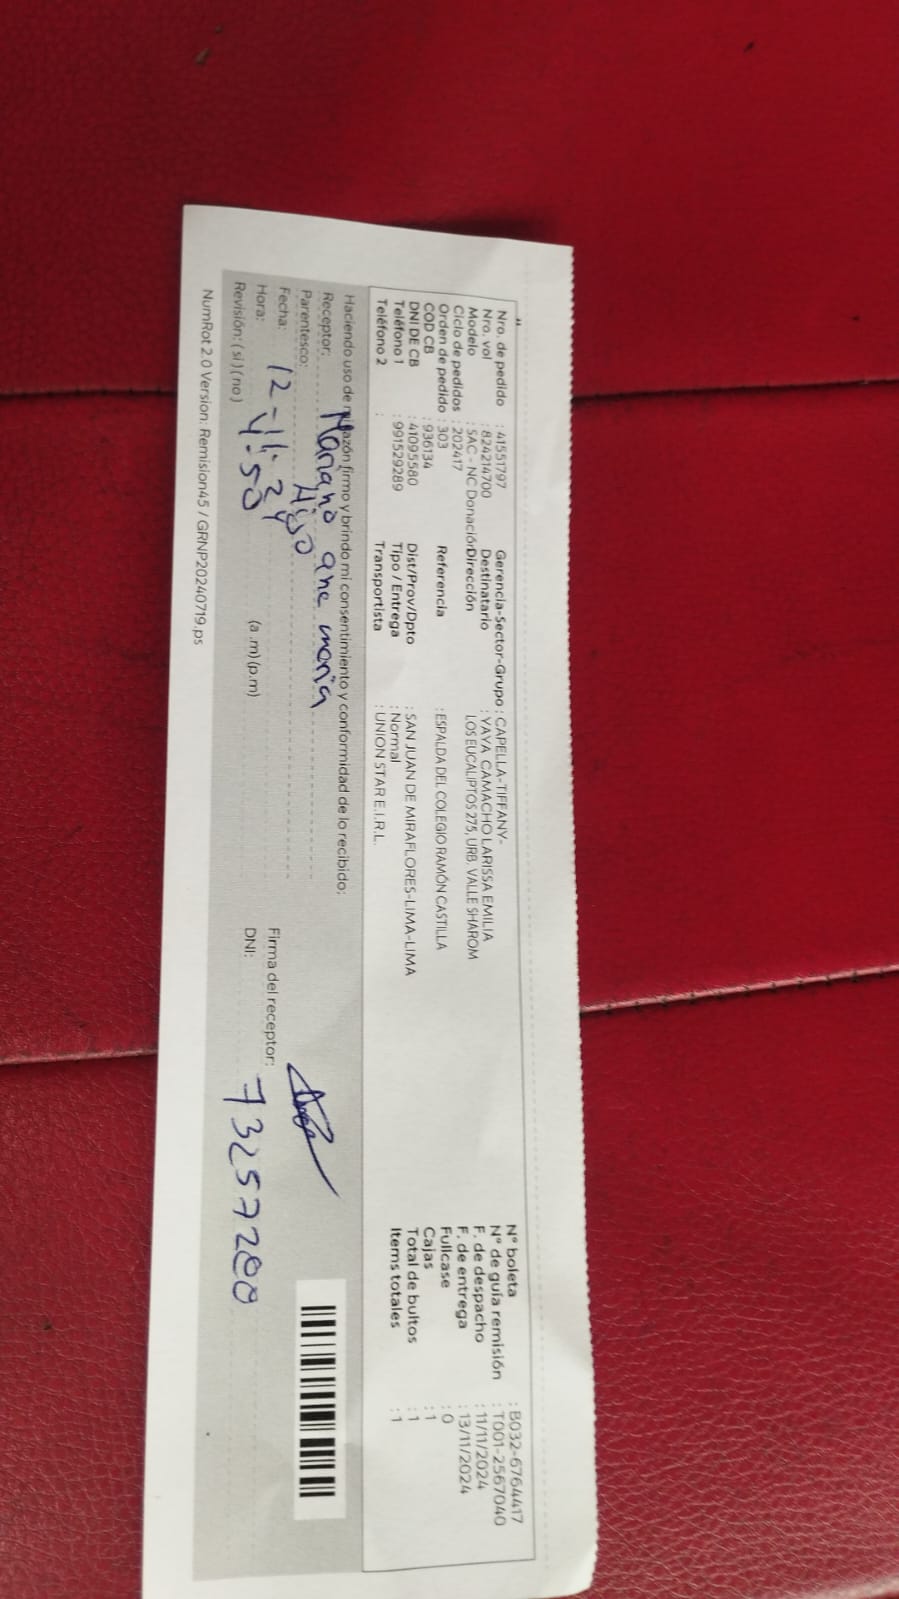 Nro. de pedido : 41551797
Nro. vol : 824214700
Modelo : SAC - NC Donación
Ciclo de pedidos : 202417
Orden de pedido : 303
COD CB : 936134
DNI DE CB : 41095580
Teléfono 1 : 991529289
Teléfono 2 :
Gerencia-Sector-Grupo : CAPELLA-TIFFANY-
Destinatario : YAYA CAMACHO LARISSA EMILIA
Dirección LOS EUCALIPTOS 275, URB. VALLE SHAROM
Referencia : ESPALDA DEL COLEGIO RAMÓN CASTILLA
Dist/Prov/Dpto : SAN JUAN DE MIRAFLORES-LIMA-LIMA
Tipo / Entrega : Normal
Transportista : UNION STAR E.I.R.L.
N° boleta : B032-6764417
N° de guía remisión : T001-2567040
F. de despacho : 11/11/2024
F. de entrega : 13/11/2024
Fullcase : 0
Cajas : 1
Total de bultos : 1
Items totales : 1
Haciendo uso de mi razón firmo y brindo mi consentimiento y conformidad de lo recibido:
Receptor: Mariano ane maria
Parentesco: Hijo
Fecha: 12-11-24
Hora: 4:50 (a .m) (p.m)
Revisión: ( si ) ( no )
Firma del receptor:
DNI: 73257200
NumRot 2.0 Version: Remision45 / GRNP20240719.ps